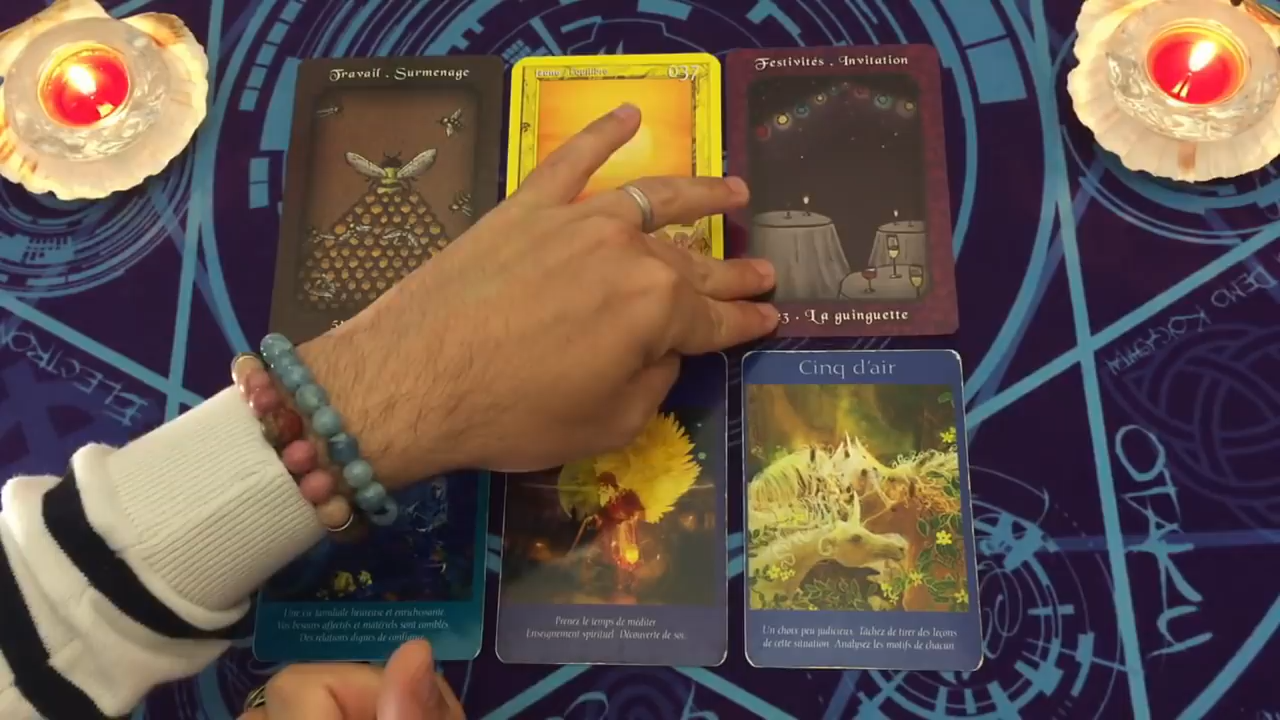 Travail . Surmenage
037
Festivités . Invitation
La guinguette
Cinq d'air
Une vie familiale heureuse et enrichissante.
Vos besoins affectifs et matériels sont comblés
Des relations dignes de confiance.
Prenez le temps de méditer
Enseignement spirituel Découverte de soi.
Un choix peu judicieux. Tâchez de tirer des leçons
de cette situation. Analysez les motifs de chacun.
ELECTRON
OTAKU